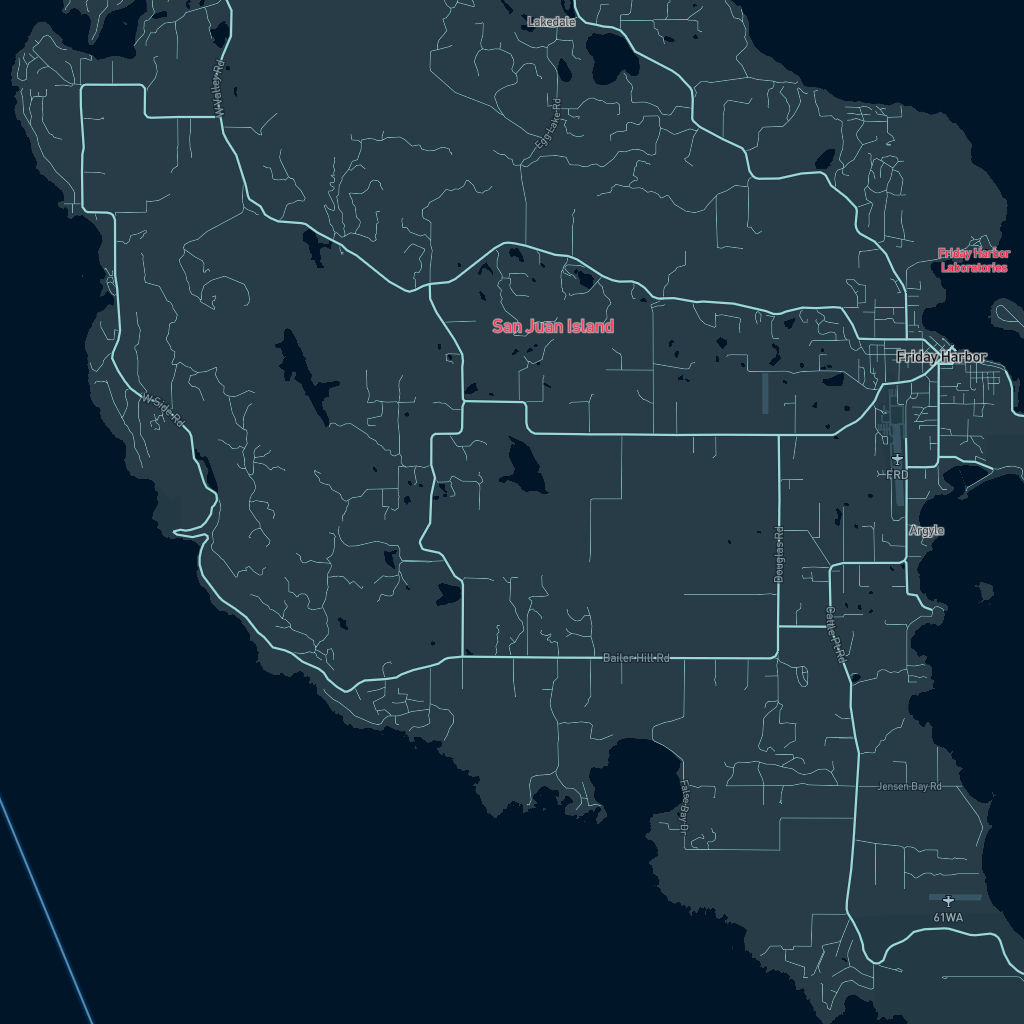 Lakedale
W Valley Rd
Egg Lake Rd
Friday Harbor
Laboratories
San Juan Island
Friday Harbor
W Side Rd
FRD
Argyle
Douglas Rd
Cattle Pt Rd
Bailer Hill Rd
Jensen Bay Rd
False Bay Dr
61WA